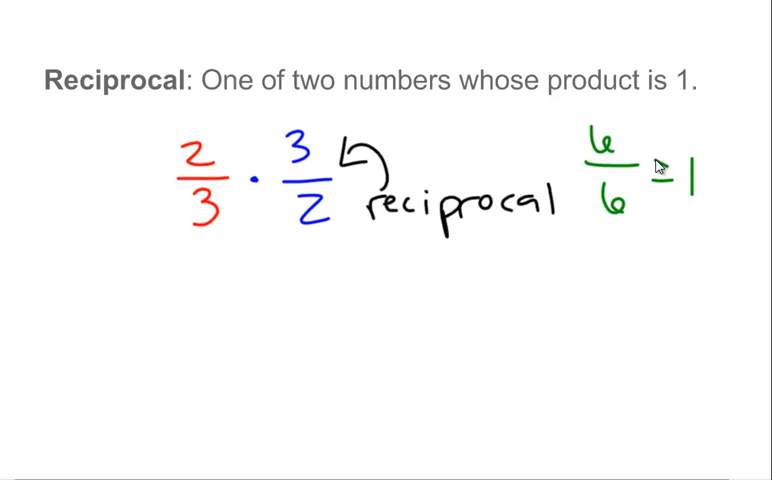 Reciprocal: One of two numbers whose product is 1.
2/3 · 3/2 reciprocal 6/6 = 1